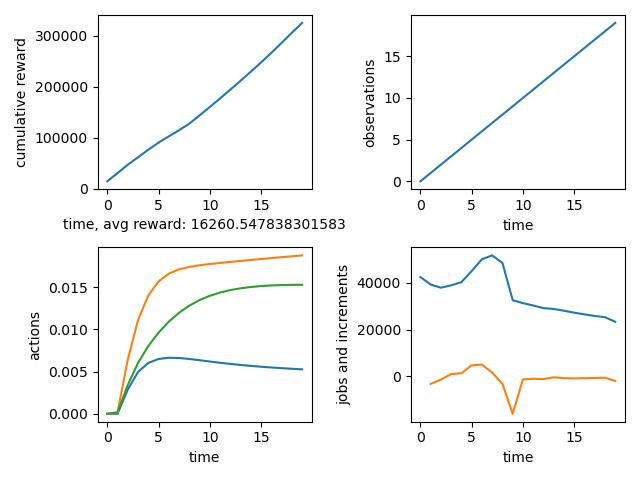 cumulative reward
300000
200000
100000
0
0 5 10 15
time, avg reward: 16260.547838301583
observations
15
10
5
0
0 5 10 15
time
actions
0.015
0.010
0.005
0.000
0 5 10 15
time
jobs and increments
40000
20000
0
0 5 10 15
time